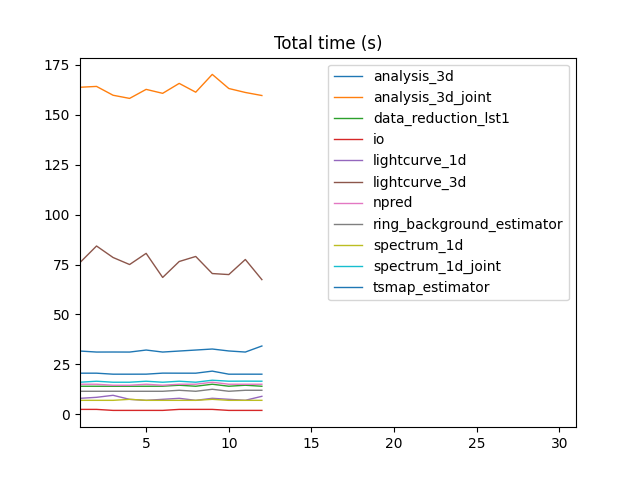 Total time (s)
175
150
125
100
75
50
25
0
5
10
15
20
25
30
analysis_3d
analysis_3d_joint
data_reduction_lst1
io
lightcurve_1d
lightcurve_3d
npred
ring_background_estimator
spectrum_1d
spectrum_1d_joint
tsmap_estimator